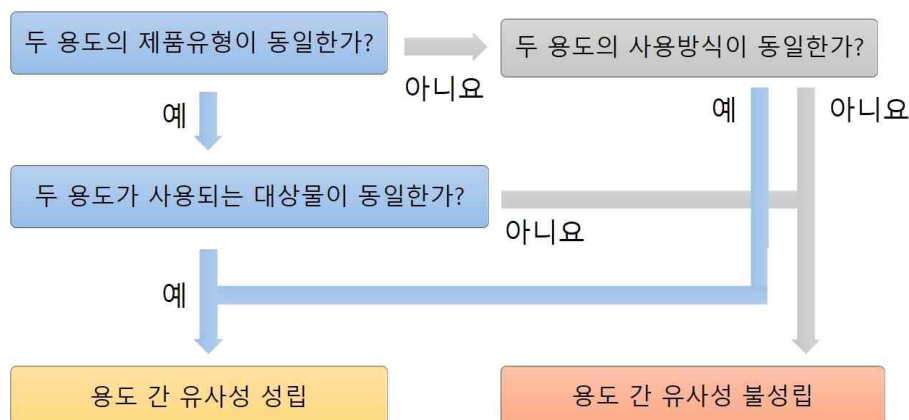 두 용도의 제품유형이 동일한가?
아니요
두 용도의 사용방식이 동일한가?
예
예
아니요
두 용도가 사용되는 대상물이 동일한가?
아니요
예
용도 간 유사성 성립
용도 간 유사성 불성립